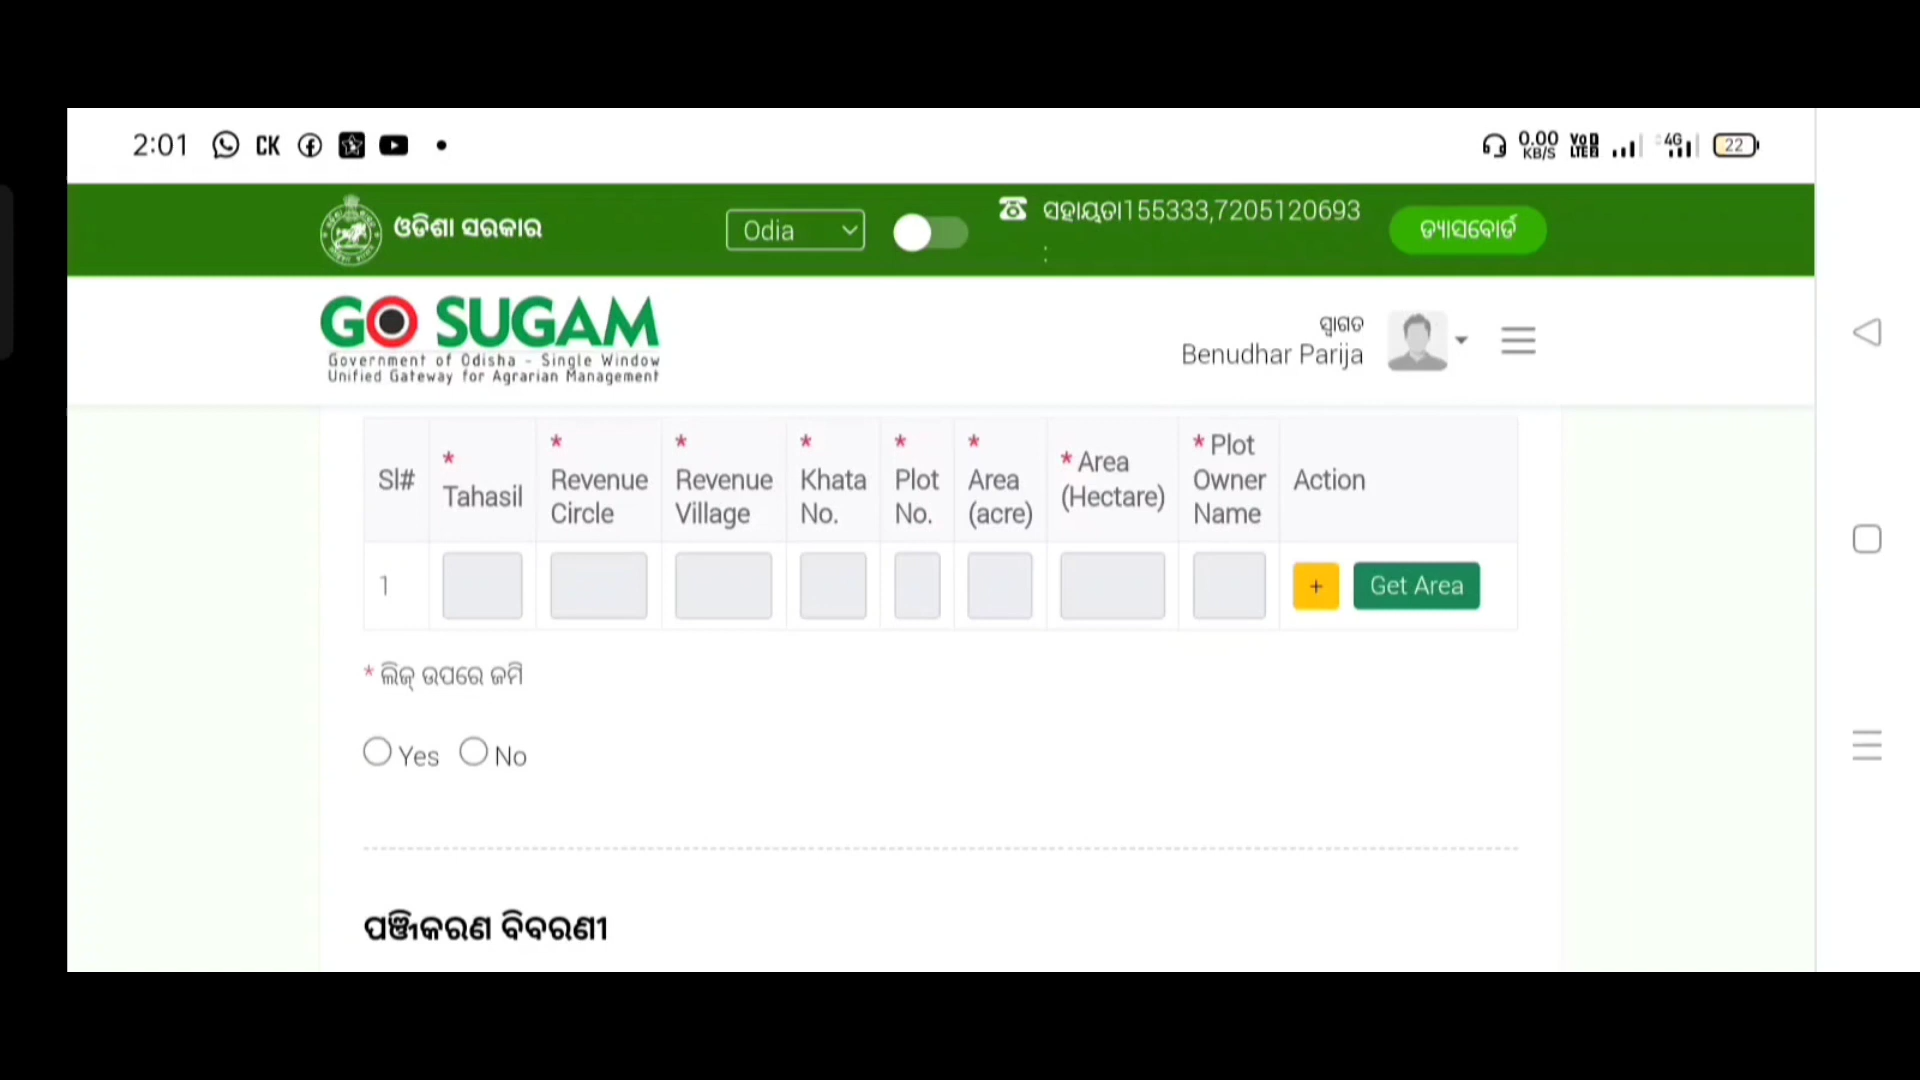 2:01 CK 0.00 KB/S VoD LTE2 4G 22
ଓଡିଶା ସରକାର Odia ସହାୟତା155333,7205120693 ଡ୍ୟାସବୋର୍ଡ
:
GO SUGAM
Government of Odisha - Single Window
Unified Gateway for Agrarian Management
ସ୍ୱାଗତ
Benudhar Parija
Sl# * Tahasil * Revenue Circle * Revenue Village * Khata No. * Plot No. * Area (acre) * Area (Hectare) * Plot Owner Name Action
1 + Get Area
* ଲିଜ୍ ଉପରେ ଜମି
Yes No
ପଞ୍ଜିକରଣ ବିବରଣୀ